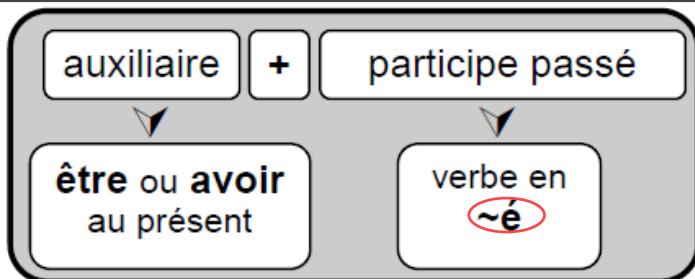 auxiliaire + participe passé
être ou avoir
au présent
verbe en
~é